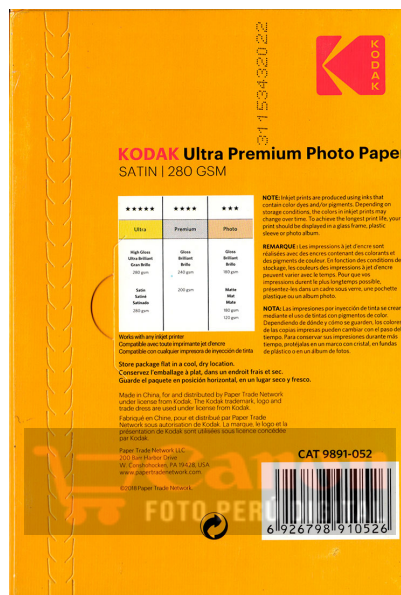 31153432022
KODAK
KODAK Ultra Premium Photo Pape
SATIN | 280 GSM
★★★★★ ★★★★ ★★★
Ultra Premium Photo
High Gloss Gloss Gloss
Ultra Brillant Brillant Brillant
Gran Brillo Brillo Brillo
280 gsm 240 gsm 180 gsm
Satin 200 gsm Matte
Satiné Mat
Satinado Mate
280 gsm 180 gsm
120 gsm
Works with any inkjet printer
Compatible avec toute imprimante jet d'encre
Compatible con cualquier impresora de inyección de tinta
Store package flat in a cool, dry location.
Conservez l'emballage à plat, dans un endroit frais et sec.
Guarde el paquete en posición horizontal, en un lugar seco y fresco.
Made in China, for and distributed by Paper Trade Network
under license from Kodak. The Kodak trademark, logo and
trade dress are used under license from Kodak.
Fabriqué en Chine, pour et distribué par Paper Trade
Network sous autorisation de Kodak. La marque, le logo et la
présentation de Kodak sont utilisées sous licence concédée
par Kodak.
Paper Trade Network LLC
200 Barr Harbor Drive
W. Conshohocken, PA 19428, USA
www.papertradenetwork.com
©2018 Paper Trade Network
NOTE: Inkjet prints are produced using inks that
contain color dyes and/or pigments. Depending on
storage conditions, the colors in inkjet prints may
change over time. To achieve the longest print life, your
print should be displayed in a glass frame, plastic
sleeve or photo album.
REMARQUE : Les impressions à jet d'encre sont
réalisées avec des encres contenant des colorants et
des pigments de couleur. En fonction des conditions de
stockage, les couleurs des impressions à jet d'encre
peuvent varier avec le temps. Pour que vos
impressions durent le plus longtemps possible,
présentez-les dans un cadre sous verre, une pochette
plastique ou un album photo.
NOTA: Las impresiones por inyección de tinta se crean
mediante el uso de tintas con pigmentos de color.
Dependiendo de dónde y cómo se guarden, los colores
de las copias impresas pueden cambiar con el paso del
tiempo. Para conservar sus impresiones durante más
tiempo, protéjalas en un marco con cristal, en fundas
de plástico o en un álbum de fotos.
CAT 9891-052
FOTO PERÚ DIGITAL
6 926798 910526